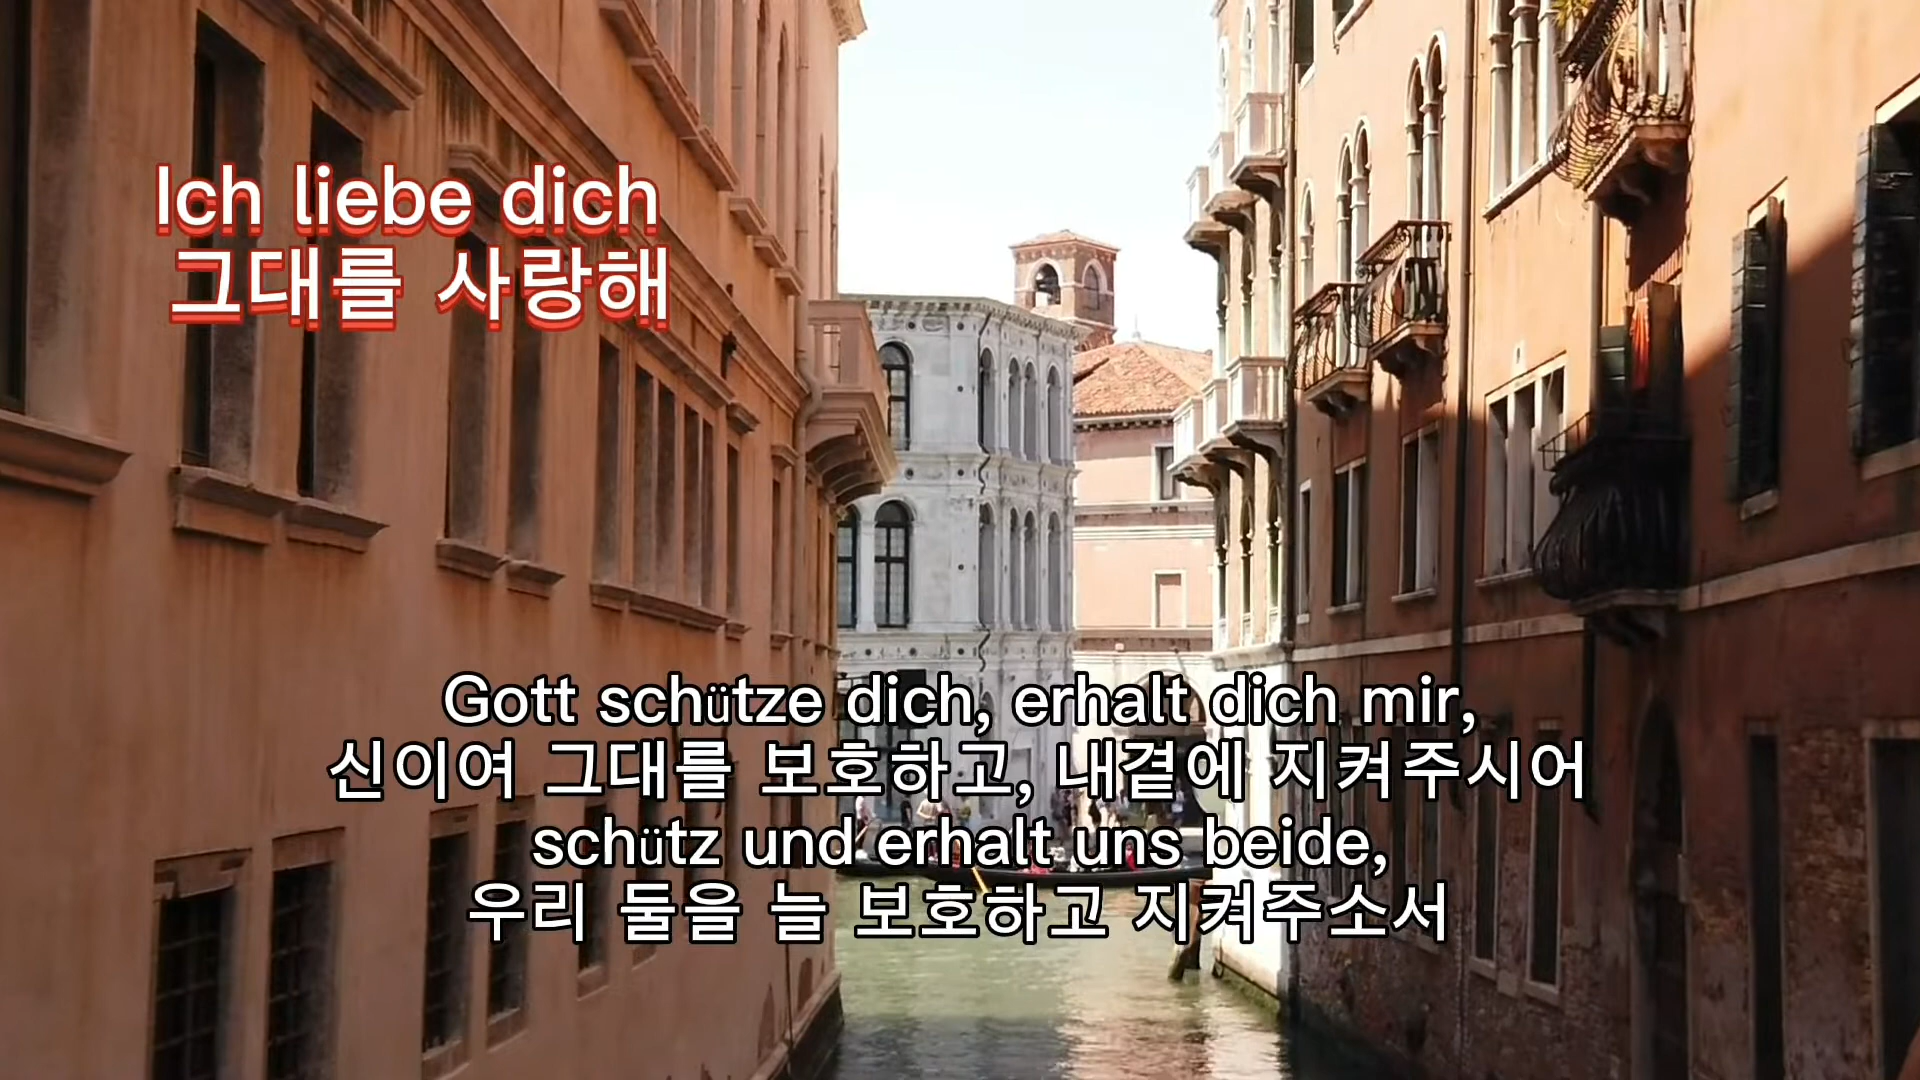 Ich liebe dich
그대를 사랑해
Gott schütze dich, erhalt dich mir,
신이여 그대를 보호하고, 내곁에 지켜주시어
schütz und erhalt uns beide,
우리 둘을 늘 보호하고 지켜주소서